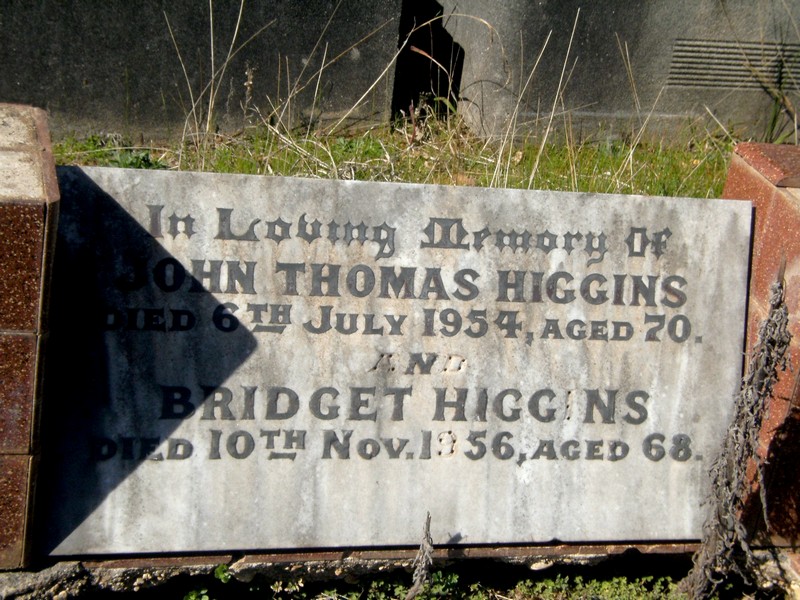 In Loving Memory Of
JOHN THOMAS HIGGINS
DIED 6TH JULY 1954, AGED 70.
AND
BRIDGET HIGGINS
DIED 10TH NOV. 1956, AGED 68.